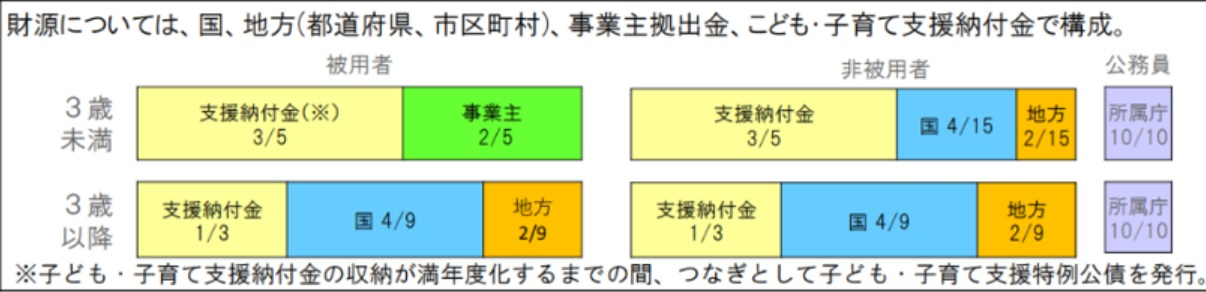 財源については、国、地方(都道府県、市区町村)、事業主拠出金、こども・子育て支援納付金で構成。
被用者 非被用者 公務員
3歳
未満
支援納付金(※)
3/5
事業主
2/5
支援納付金
3/5
国 4/15
地方
2/15
所属庁
10/10
3歳
以降
支援納付金
1/3
国 4/9
地方
2/9
支援納付金
1/3
国 4/9
地方
2/9
所属庁
10/10
※子ども・子育て支援納付金の収納が満年度化するまでの間、つなぎとして子ども・子育て支援特例公債を発行。